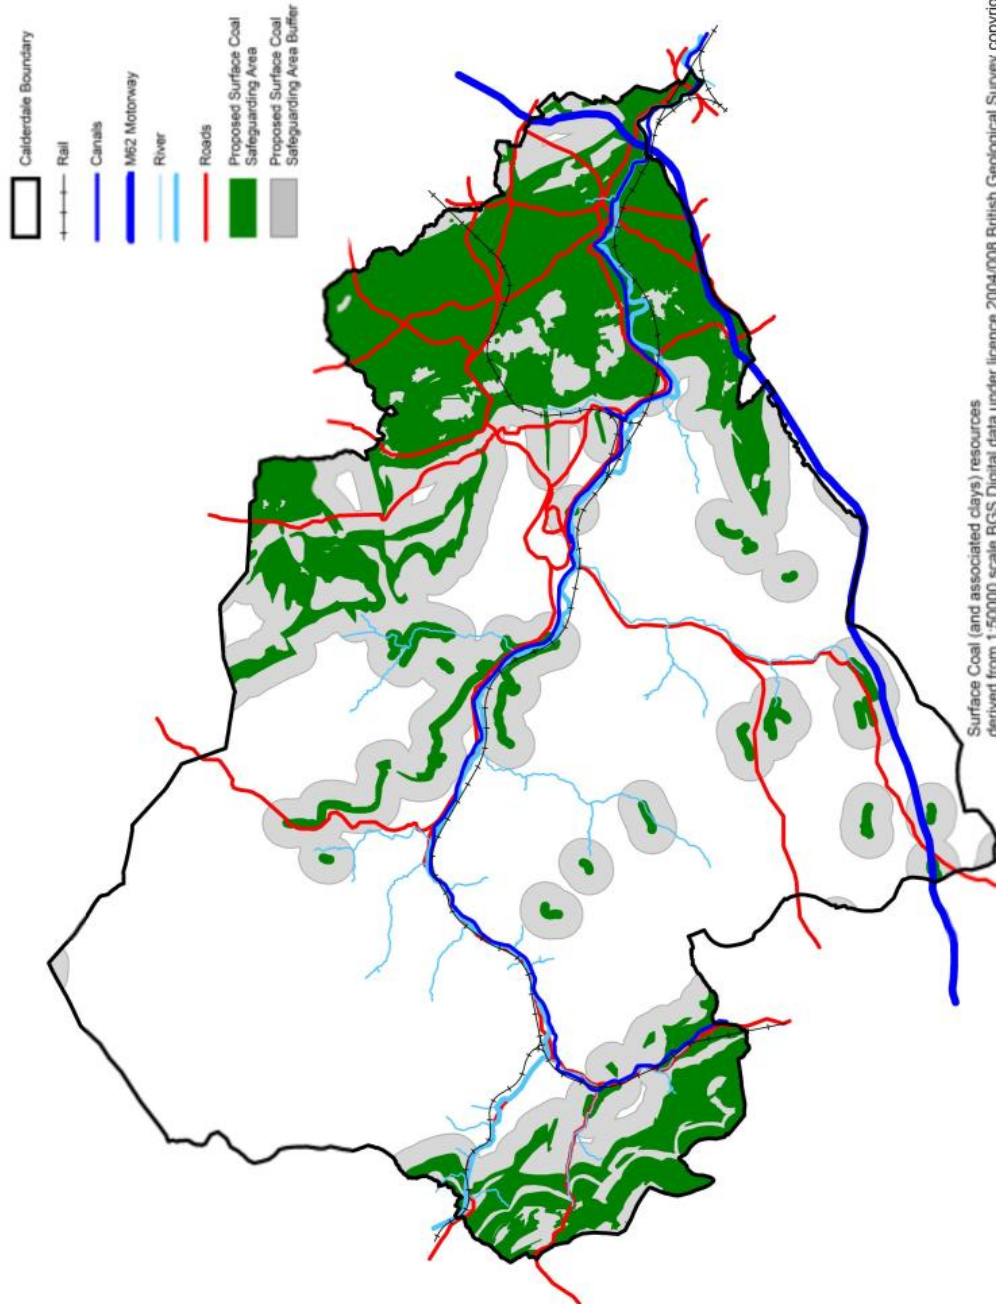 Calderdale Boundary
Rail
Canals
M62 Motorway
River
Roads
Proposed Surface Coal
Safeguarding Area
Proposed Surface Coal
Safeguarding Area Buffer
Surface Coal (and associated clays) resources
derived from 1:50000 scale BGS Digital data under licence 2004/008 British Geological Survey